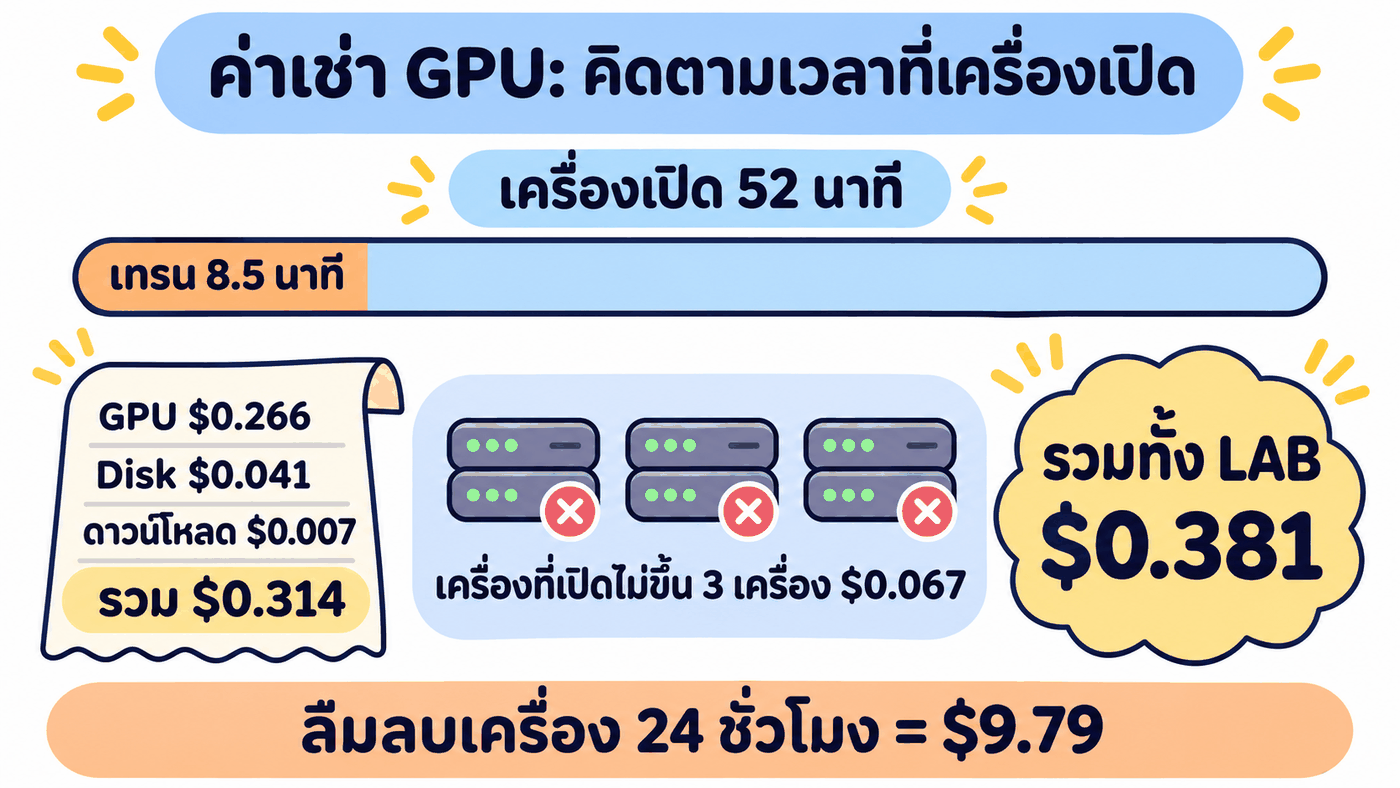 ค่าเช่า GPU: คิดตามเวลาที่เครื่องเปิด
เครื่องเปิด 52 นาที
เทรน 8.5 นาที
GPU $0.266
Disk $0.041
ดาวน์โหลด $0.007
รวม $0.314
เครื่องที่เปิดไม่ขึ้น 3 เครื่อง $0.067
รวมทั้ง LAB
$0.381
ลืมลบเครื่อง 24 ชั่วโมง = $9.79